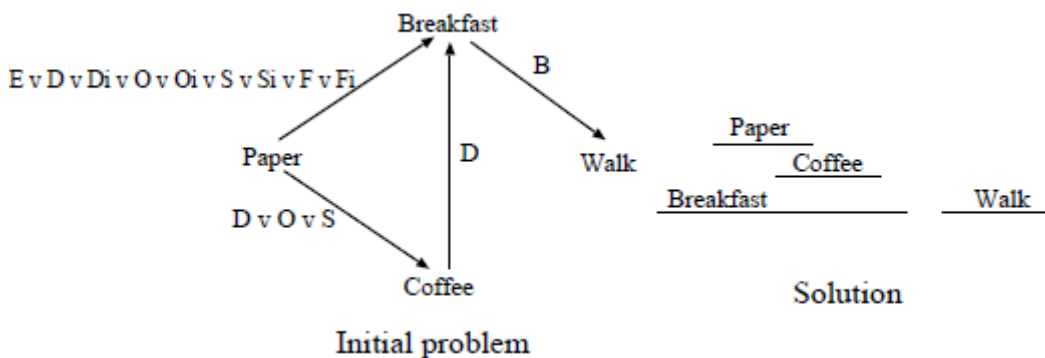 Breakfast
E v D v Di v O v Oi v S v Si v F v Fi
B
Paper
D
Walk
D v O v S
Coffee
Initial problem
Paper
Coffee
Breakfast
Walk
Solution